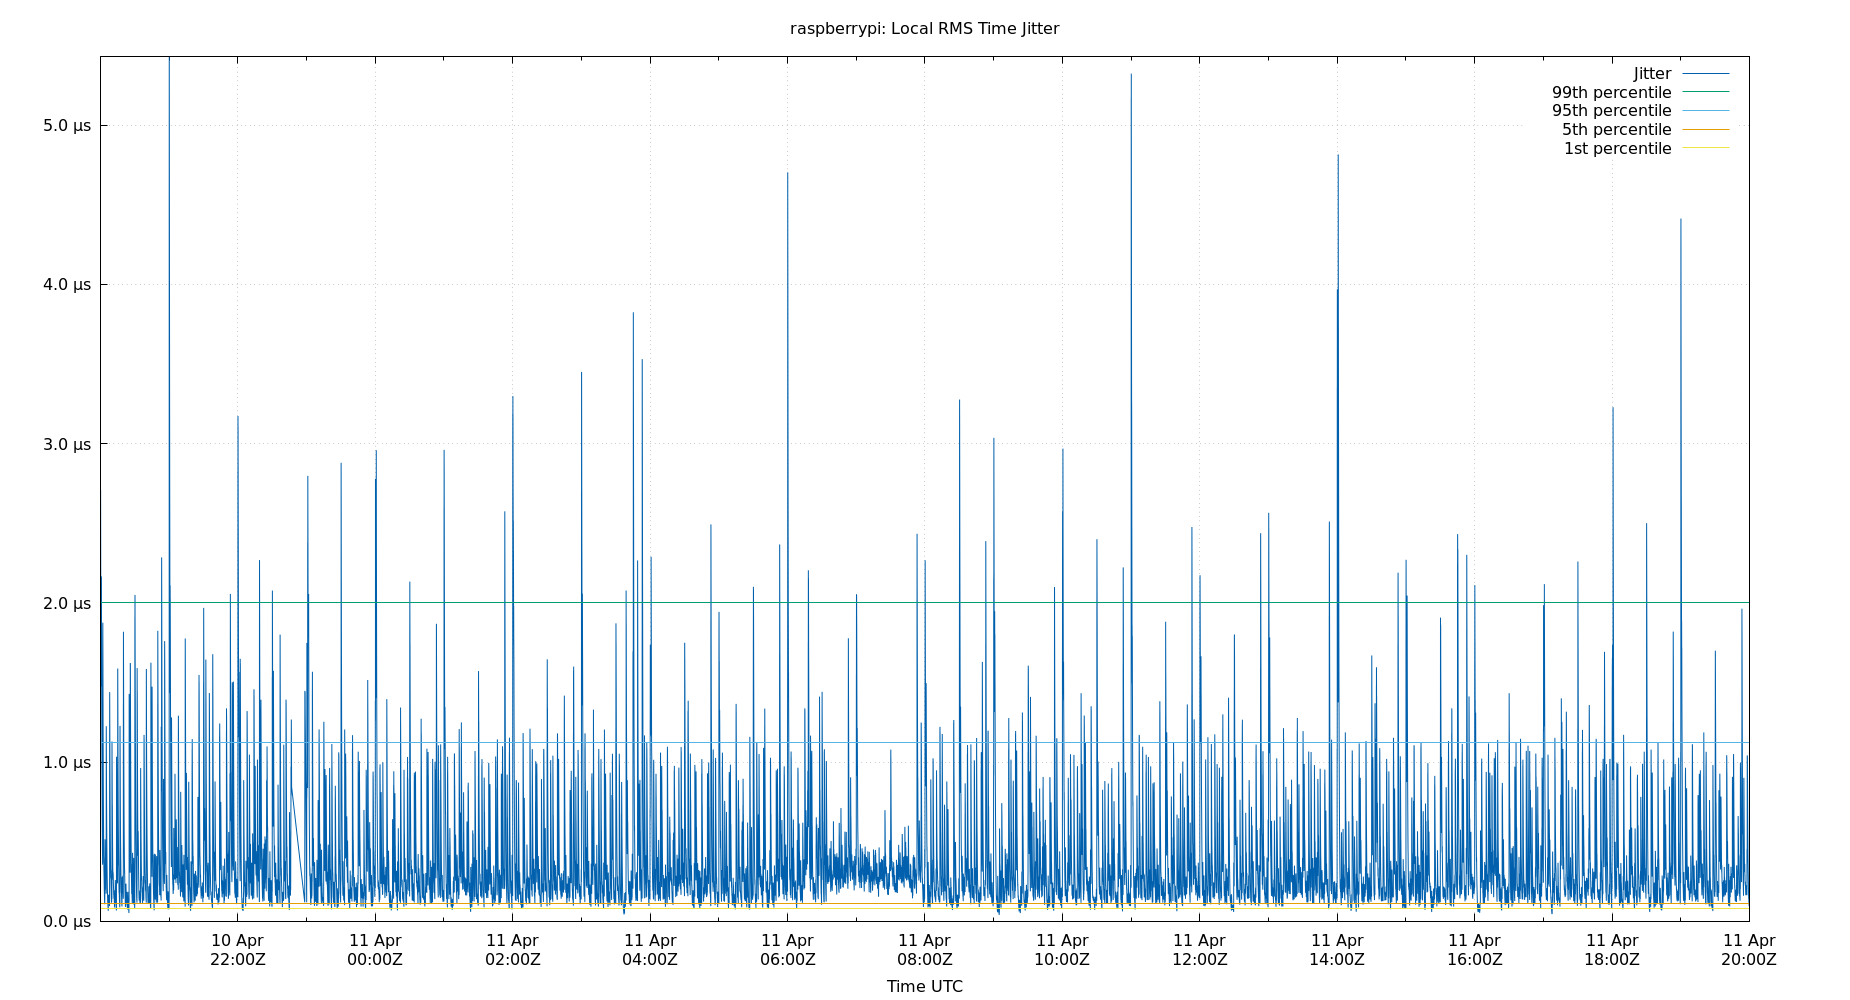 raspberrypi: Local RMS Time Jitter
Jitter
99th percentile
95th percentile
5th percentile
1st percentile
5.0 µs
4.0 µs
3.0 µs
2.0 µs
1.0 µs
0.0 µs
10 Apr 11 Apr 11 Apr 11 Apr 11 Apr 11 Apr 11 Apr 11 Apr 11 Apr 11 Apr 11 Apr 11 Apr
22:00Z 00:00Z 02:00Z 04:00Z 06:00Z 08:00Z 10:00Z 12:00Z 14:00Z 16:00Z 18:00Z 20:00Z
Time UTC